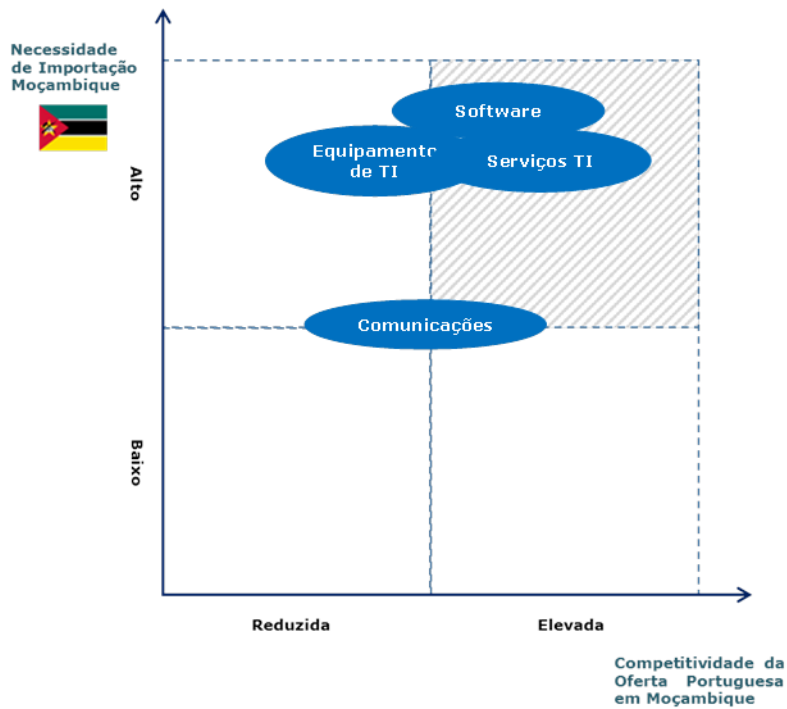 Necessidade
de Importação
Moçambique
Alto
Baixo
Software
Equipamento
de TI
Serviços TI
Comunicações
Reduzida
Elevada
Competitividade da
Oferta Portuguesa
em Moçambique